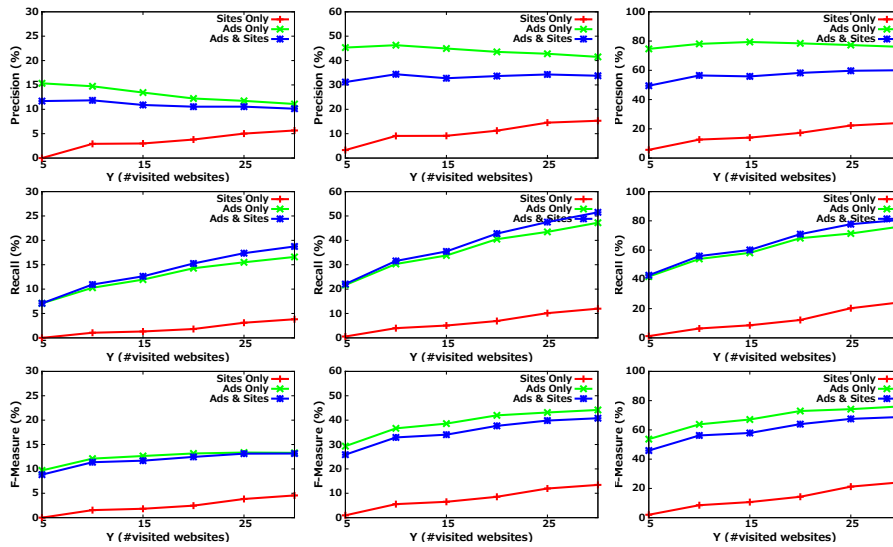 Precision (%)
30
25
20
15
10
5
0
5
15
25
Y (#visited websites)
Sites Only
Ads Only
Ads & Sites
Precision (%)
60
50
40
30
20
10
0
5
15
25
Y (#visited websites)
Sites Only
Ads Only
Ads & Sites
Precision (%)
100
80
60
40
20
0
5
15
25
Y (#visited websites)
Sites Only
Ads Only
Ads & Sites
Recall (%)
30
25
20
15
10
5
0
5
15
25
Y (#visited websites)
Sites Only
Ads Only
Ads & Sites
Recall (%)
60
50
40
30
20
10
0
5
15
25
Y (#visited websites)
Sites Only
Ads Only
Ads & Sites
Recall (%)
100
80
60
40
20
0
5
15
25
Y (#visited websites)
Sites Only
Ads Only
Ads & Sites
F-Measure (%)
30
25
20
15
10
5
0
5
15
25
Y (#visited websites)
Sites Only
Ads Only
Ads & Sites
F-Measure (%)
60
50
40
30
20
10
0
5
15
25
Y (#visited websites)
Sites Only
Ads Only
Ads & Sites
F-Measure (%)
100
80
60
40
20
0
5
15
25
Y (#visited websites)
Sites Only
Ads Only
Ads & Sites